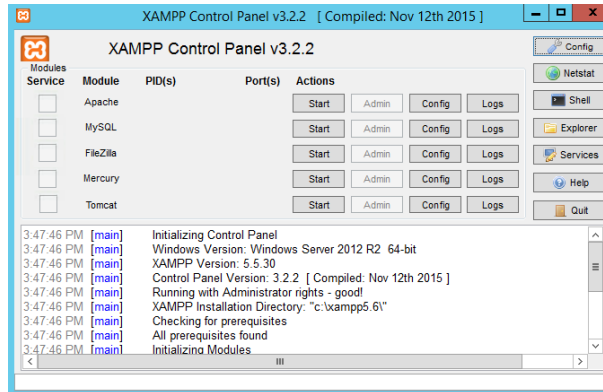 XAMPP Control Panel v3.2.2 [ Compiled: Nov 12th 2015 ]
XAMPP Control Panel v3.2.2
Config
Modules
Service Module PID(s) Port(s) Actions
Netstat
Apache Start Admin Config Logs
Shell
MySQL Start Admin Config Logs
Explorer
FileZilla Start Admin Config Logs
Services
Mercury Start Admin Config Logs
Help
Tomcat Start Admin Config Logs
Quit
3:47:46 PM [main] Initializing Control Panel
3:47:46 PM [main] Windows Version: Windows Server 2012 R2 64-bit
3:47:46 PM [main] XAMPP Version: 5.5.30
3:47:46 PM [main] Control Panel Version: 3.2.2 [ Compiled: Nov 12th 2015 ]
3:47:46 PM [main] Running with Administrator rights - good!
3:47:46 PM [main] XAMPP Installation Directory: "c:\xampp5.6\"
3:47:46 PM [main] Checking for prerequisites
3:47:46 PM [main] All prerequisites found
3:47:46 PM [main] Initializing Modules